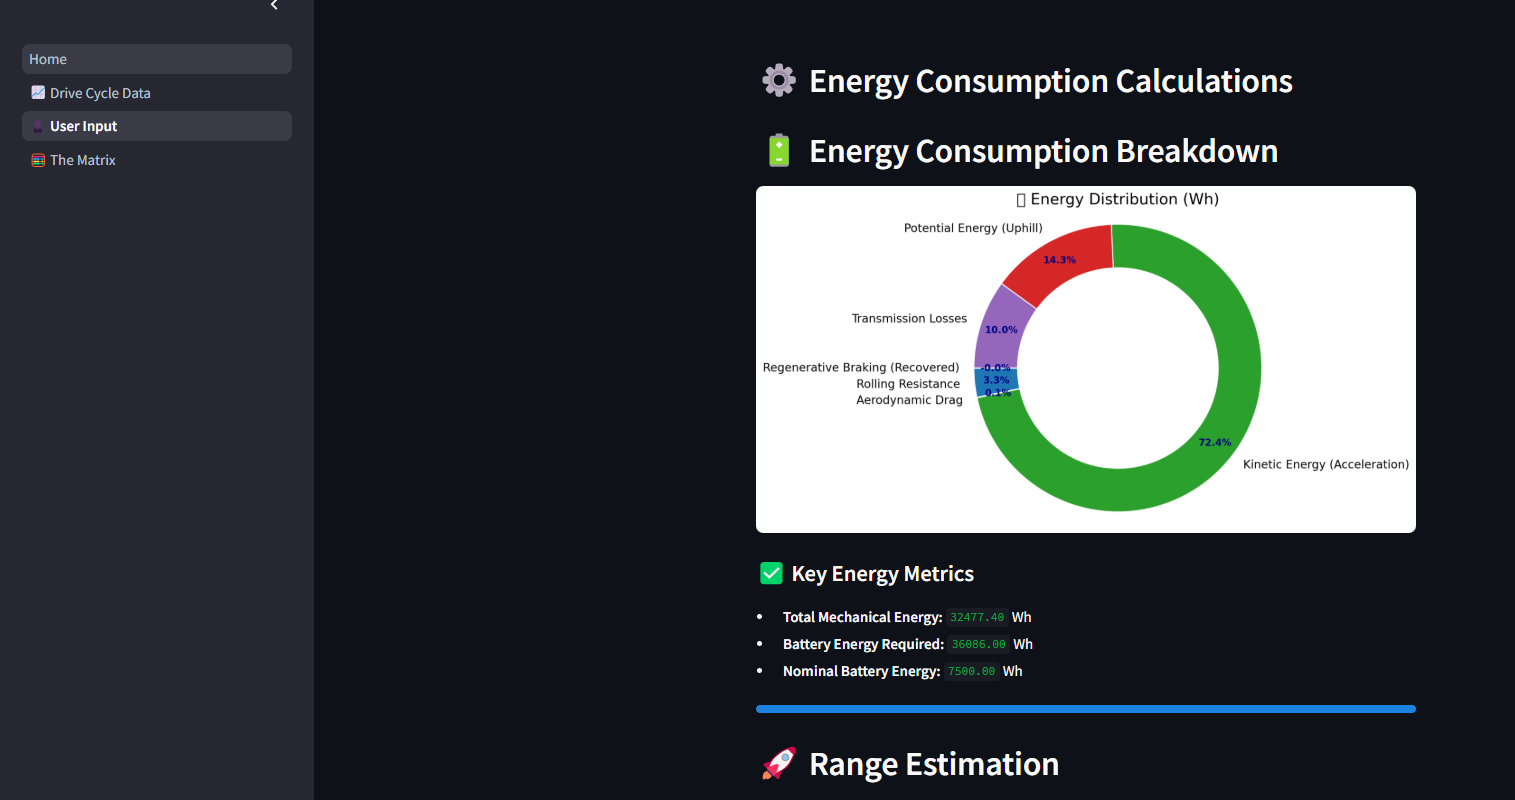 Home
Drive Cycle Data
User Input
The Matrix
Energy Consumption Calculations
Energy Consumption Breakdown
Energy Distribution (Wh)
Potential Energy (Uphill)
14.3%
Transmission Losses
10.0%
Regenerative Braking (Recovered)
-0.0%
Rolling Resistance
3.3%
Aerodynamic Drag
0.1%
72.4%
Kinetic Energy (Acceleration)
Key Energy Metrics
• Total Mechanical Energy: 32477.40 Wh
• Battery Energy Required: 36086.00 Wh
• Nominal Battery Energy: 7500.00 Wh
Range Estimation